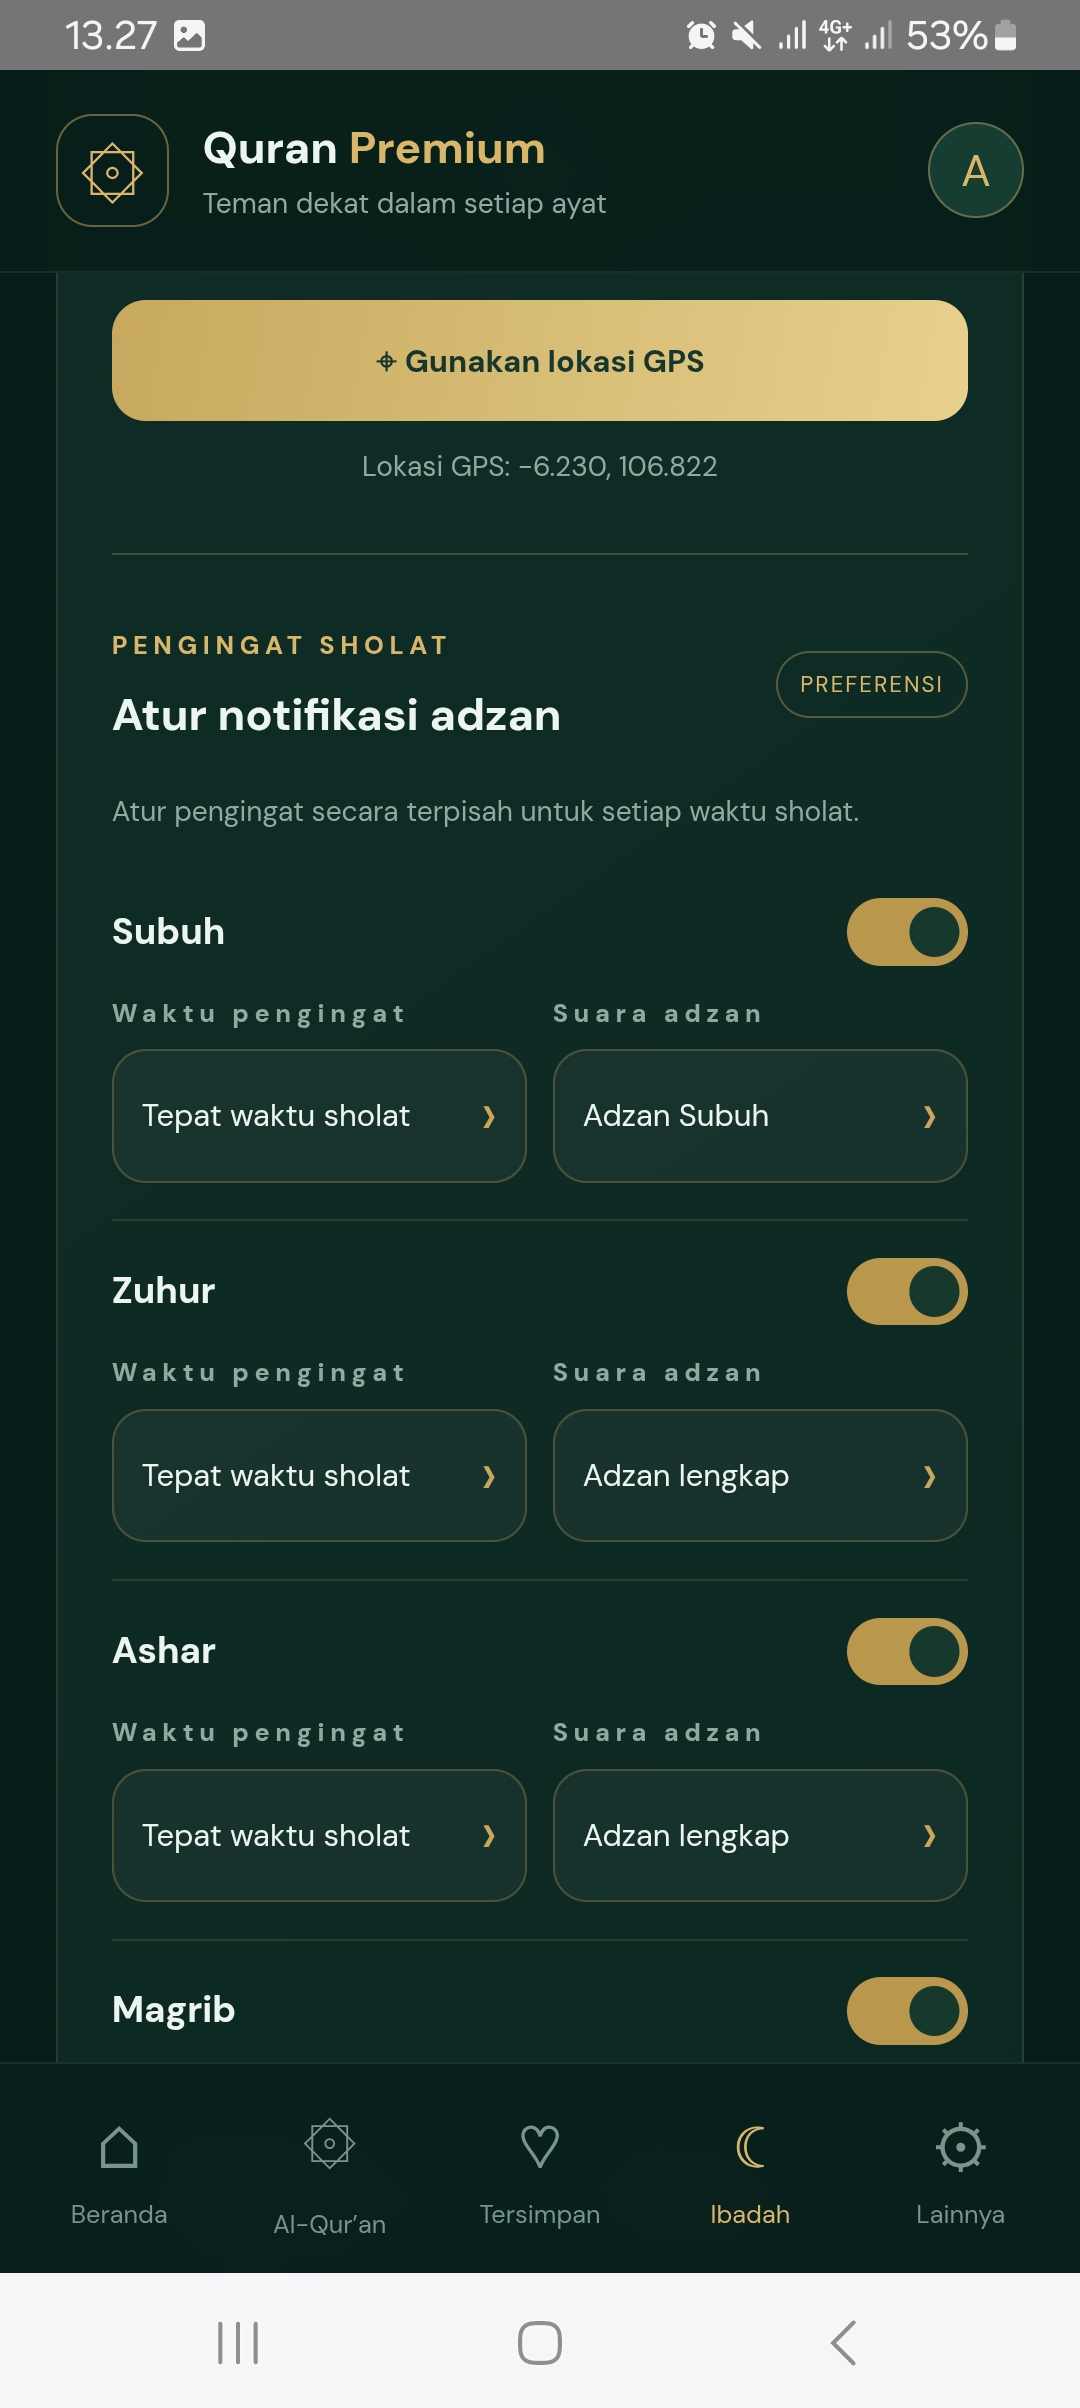 13.27
4G+
53%
Quran Premium
Teman dekat dalam setiap ayat
A
Gunakan lokasi GPS
Lokasi GPS: -6.230, 106.822
PENGINGAT SHOLAT
PREFERENSI
Atur notifikasi adzan
Atur pengingat secara terpisah untuk setiap waktu sholat.
Subuh
Waktu pengingat Suara adzan
Tepat waktu sholat Adzan Subuh
Zuhur
Waktu pengingat Suara adzan
Tepat waktu sholat Adzan lengkap
Ashar
Waktu pengingat Suara adzan
Tepat waktu sholat Adzan lengkap
Magrib
Beranda Al-Qur’an Tersimpan Ibadah Lainnya